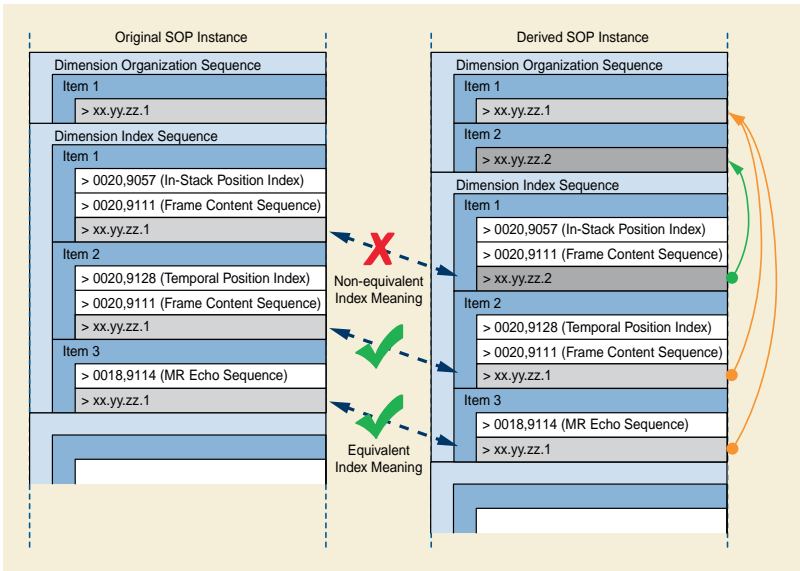 Original SOP Instance
Dimension Organization Sequence
Item 1
> xx.yy.zz.1
Dimension Index Sequence
Item 1
> 0020,9057 (In-Stack Position Index)
> 0020,9111 (Frame Content Sequence)
> xx.yy.zz.1
Item 2
> 0020,9128 (Temporal Position Index)
> 0020,9111 (Frame Content Sequence)
> xx.yy.zz.1
Item 3
> 0018,9114 (MR Echo Sequence)
> xx.yy.zz.1
X
Non-equivalent
Index Meaning
Equivalent
Index Meaning
Derived SOP Instance
Dimension Organization Sequence
Item 1
> xx.yy.zz.1
Item 2
> xx.yy.zz.2
Dimension Index Sequence
Item 1
> 0020,9057 (In-Stack Position Index)
> 0020,9111 (Frame Content Sequence)
> xx.yy.zz.2
Item 2
> 0020,9128 (Temporal Position Index)
> 0020,9111 (Frame Content Sequence)
> xx.yy.zz.1
Item 3
> 0018,9114 (MR Echo Sequence)
> xx.yy.zz.1